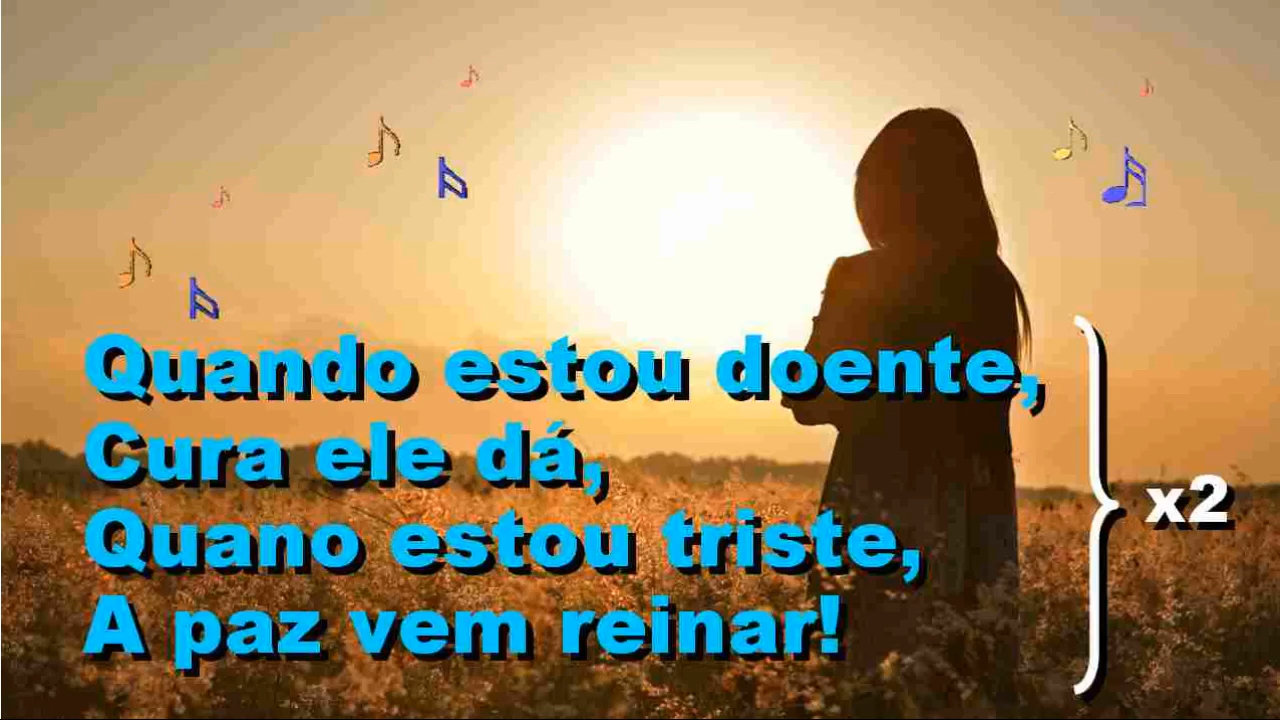 Quando estou doente,
Cura ele dá,
Quano estou triste,
A paz vem reinar!
x2